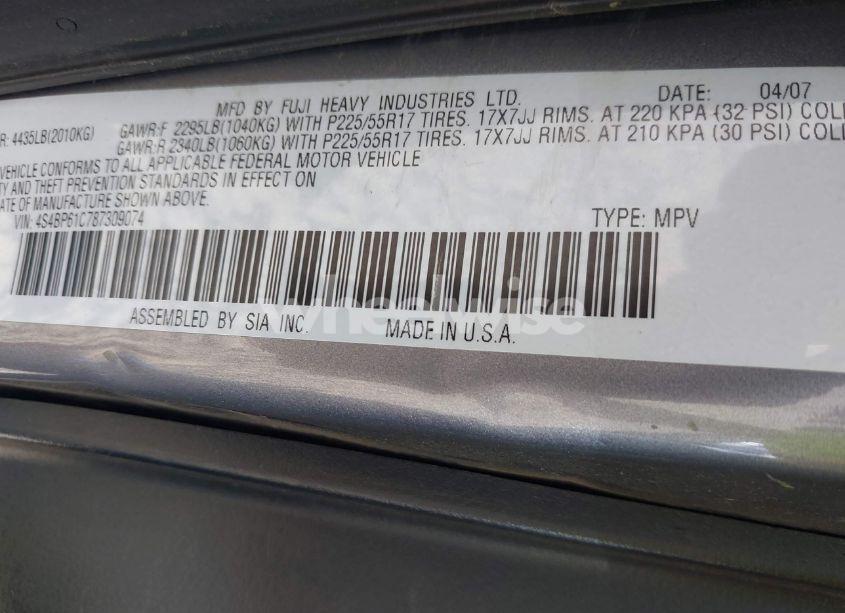 MFD BY FUJI HEAVY INDUSTRIES LTD. DATE: 04/07
R: 4435LB(2010KG) GAWR:F 2295LB(1040KG) WITH P225/55R17 TIRES. 17X7JJ RIMS. AT 220 KPA (32 PSI) COL
GAWR:R 2340LB(1060KG) WITH P225/55R17 TIRES. 17X7JJ RIMS. AT 210 KPA (30 PSI) COL
VEHICLE CONFORMS TO ALL APPLICABLE FEDERAL MOTOR VEHICLE
TY AND THEFT PREVENTION STANDARDS IN EFFECT ON
ATE OF MANUFACTURE SHOWN ABOVE.
VIN: 4S4BP61C787309074 TYPE: MPV
wheelwise
ASSEMBLED BY SIA INC. MADE IN U.S.A.